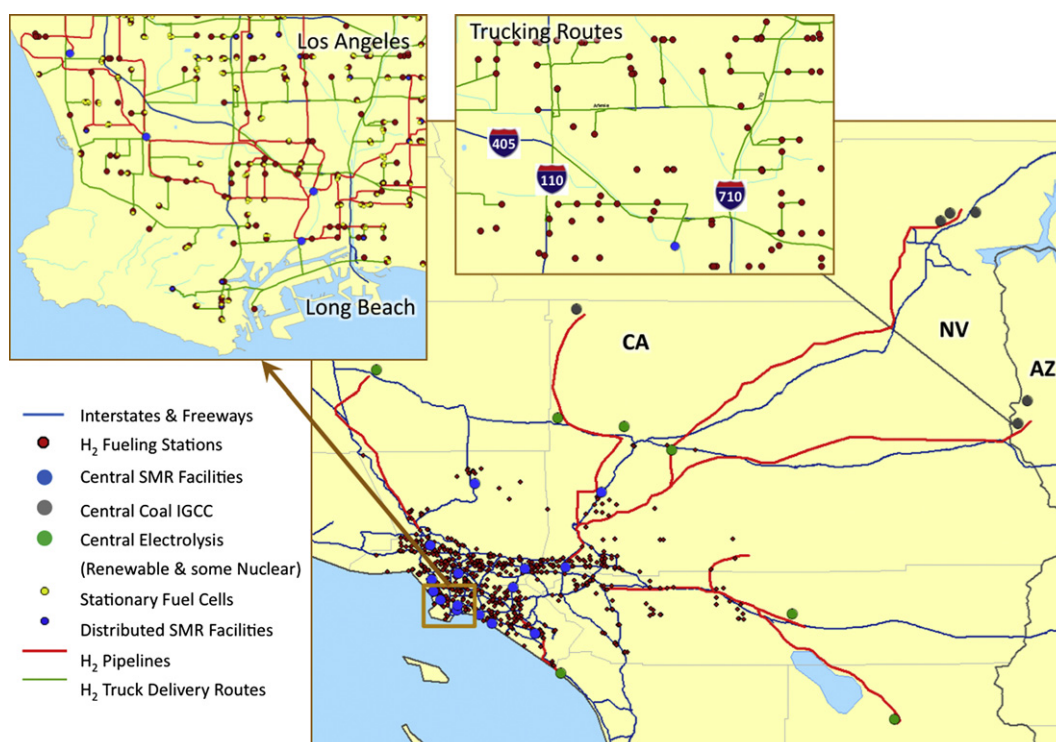 Los Angeles
Long Beach
Trucking Routes
Artesia
710
405
110
710
CA
NV
AZ
Interstates & Freeways
H₂ Fueling Stations
Central SMR Facilities
Central Coal IGCC
Central Electrolysis
(Renewable & some Nuclear)
Stationary Fuel Cells
Distributed SMR Facilities
H₂ Pipelines
H₂ Truck Delivery Routes